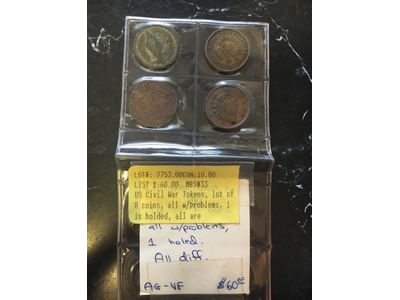 LOT#: 7753.00CON:10.00
LIST $:60.00 MBS#33
US Civil War Tokens, lot of
8 coins, all w/problems, 1
is holded, all are
all w/problems,
1 holed.
All diff.
AG-VF $60.00